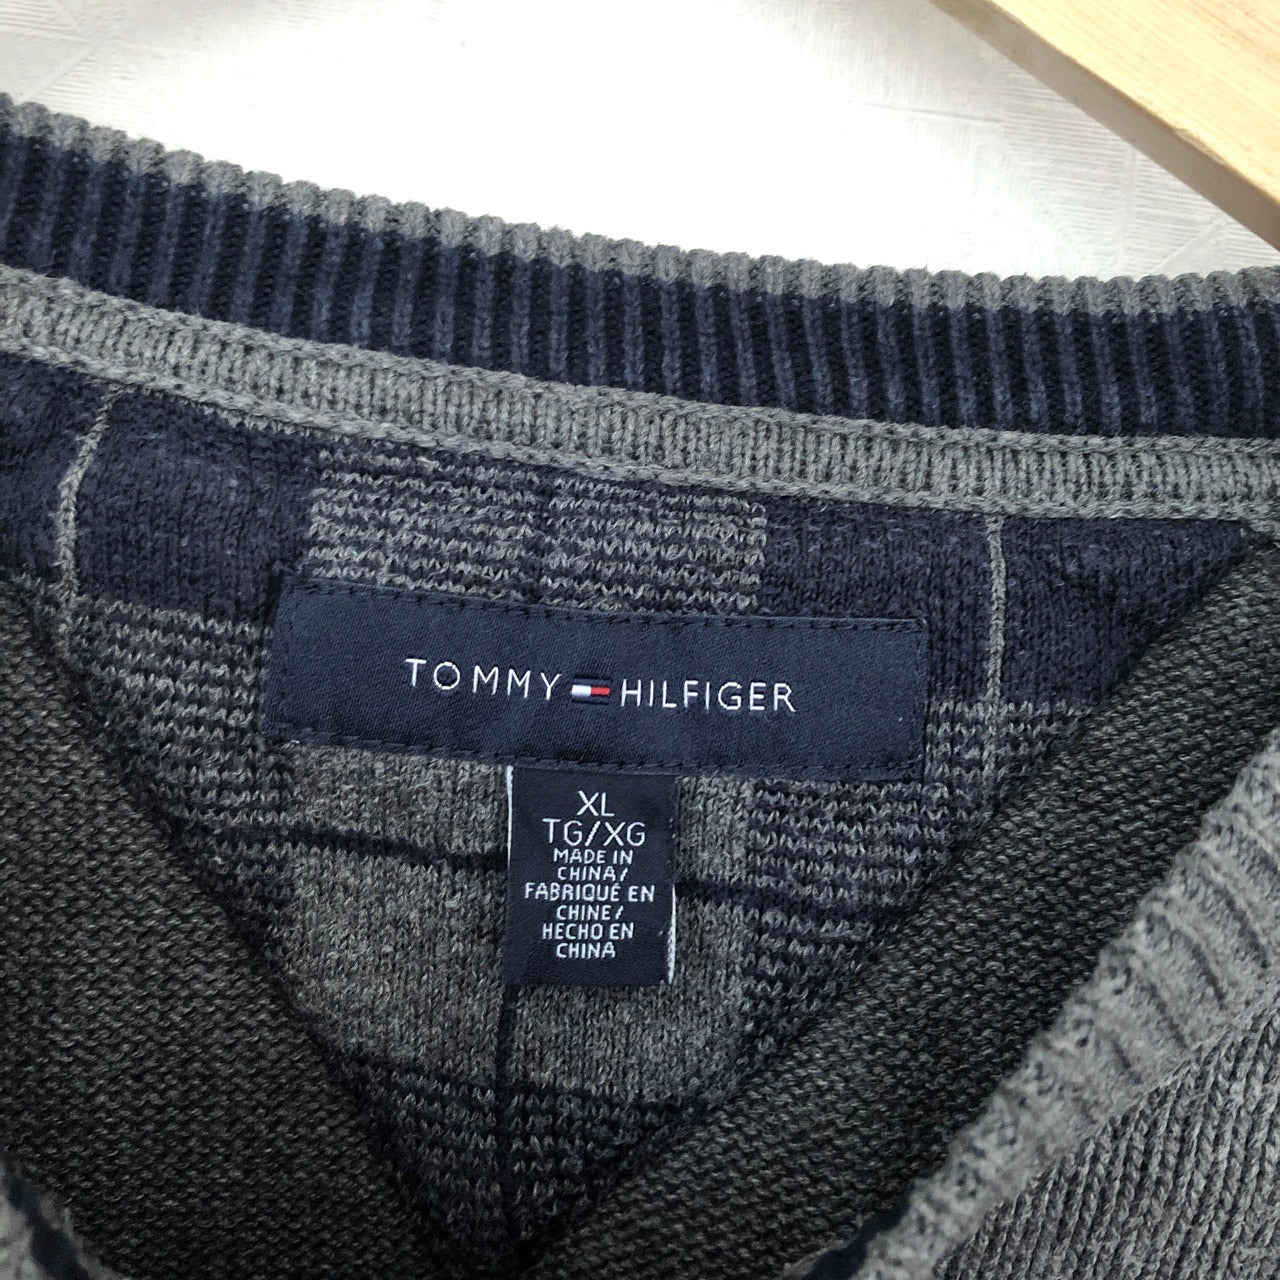 TOMMY HILFIGER
XL
TG/XG
MADE IN
CHINA/
FABRIQUÉ EN
CHINE/
HECHO EN
CHINA